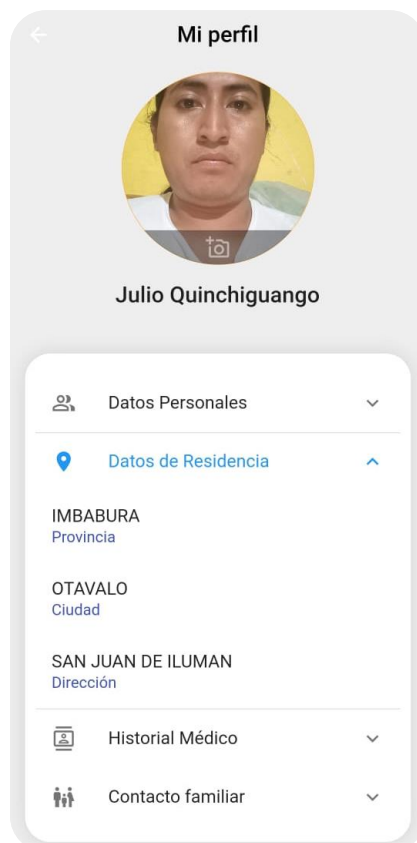 Mi perfil
Julio Quinchiguango
Datos Personales
Datos de Residencia
IMBABURA
Provincia
OTAVALO
Ciudad
SAN JUAN DE ILUMAN
Dirección
Historial Médico
Contacto familiar